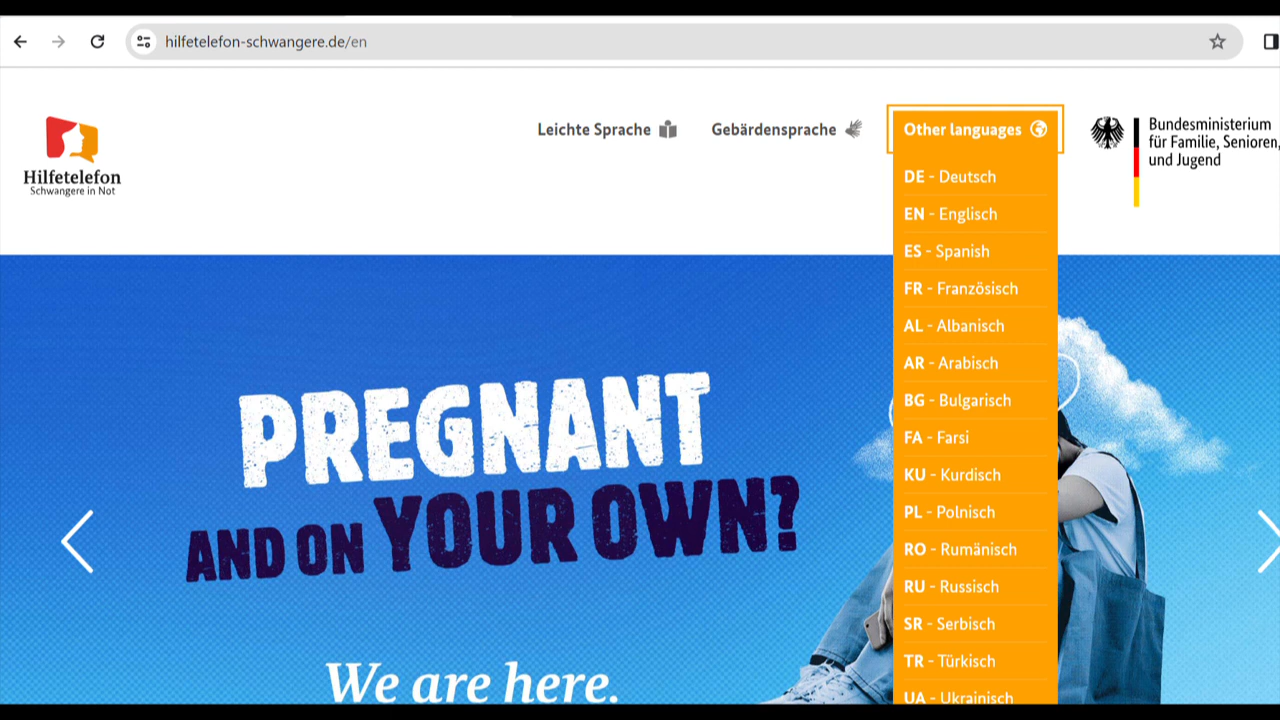 hilfetelefon-schwangere.de/en
Hilfetelefon
Schwangere in Not
Leichte Sprache
Gebärdensprache
Other languages
Bundesministerium
für Familie, Senioren,
und Jugend
DE - Deutsch
EN - Englisch
ES - Spanish
FR - Französisch
AL - Albanisch
AR - Arabisch
BG - Bulgarisch
FA - Farsi
KU - Kurdisch
PL - Polnisch
RO - Rumänisch
RU - Russisch
SR - Serbisch
TR - Türkisch
UA - Ukrainisch
PREGNANT
AND ON YOUR OWN?
We are here.